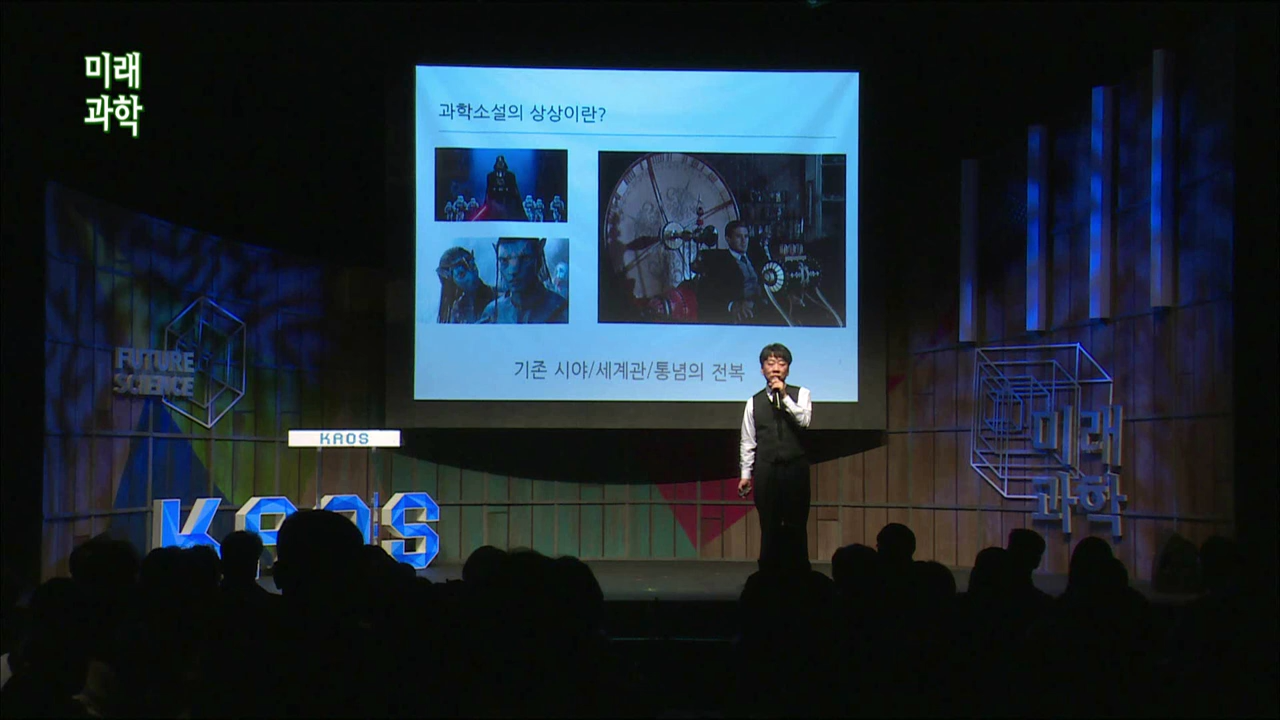 미래
과학
과학소설의 상상이란?
기존 시야/세계관/통념의 전복
FUTURE
SCIENCE
KAOS
KAOS
미래
과학